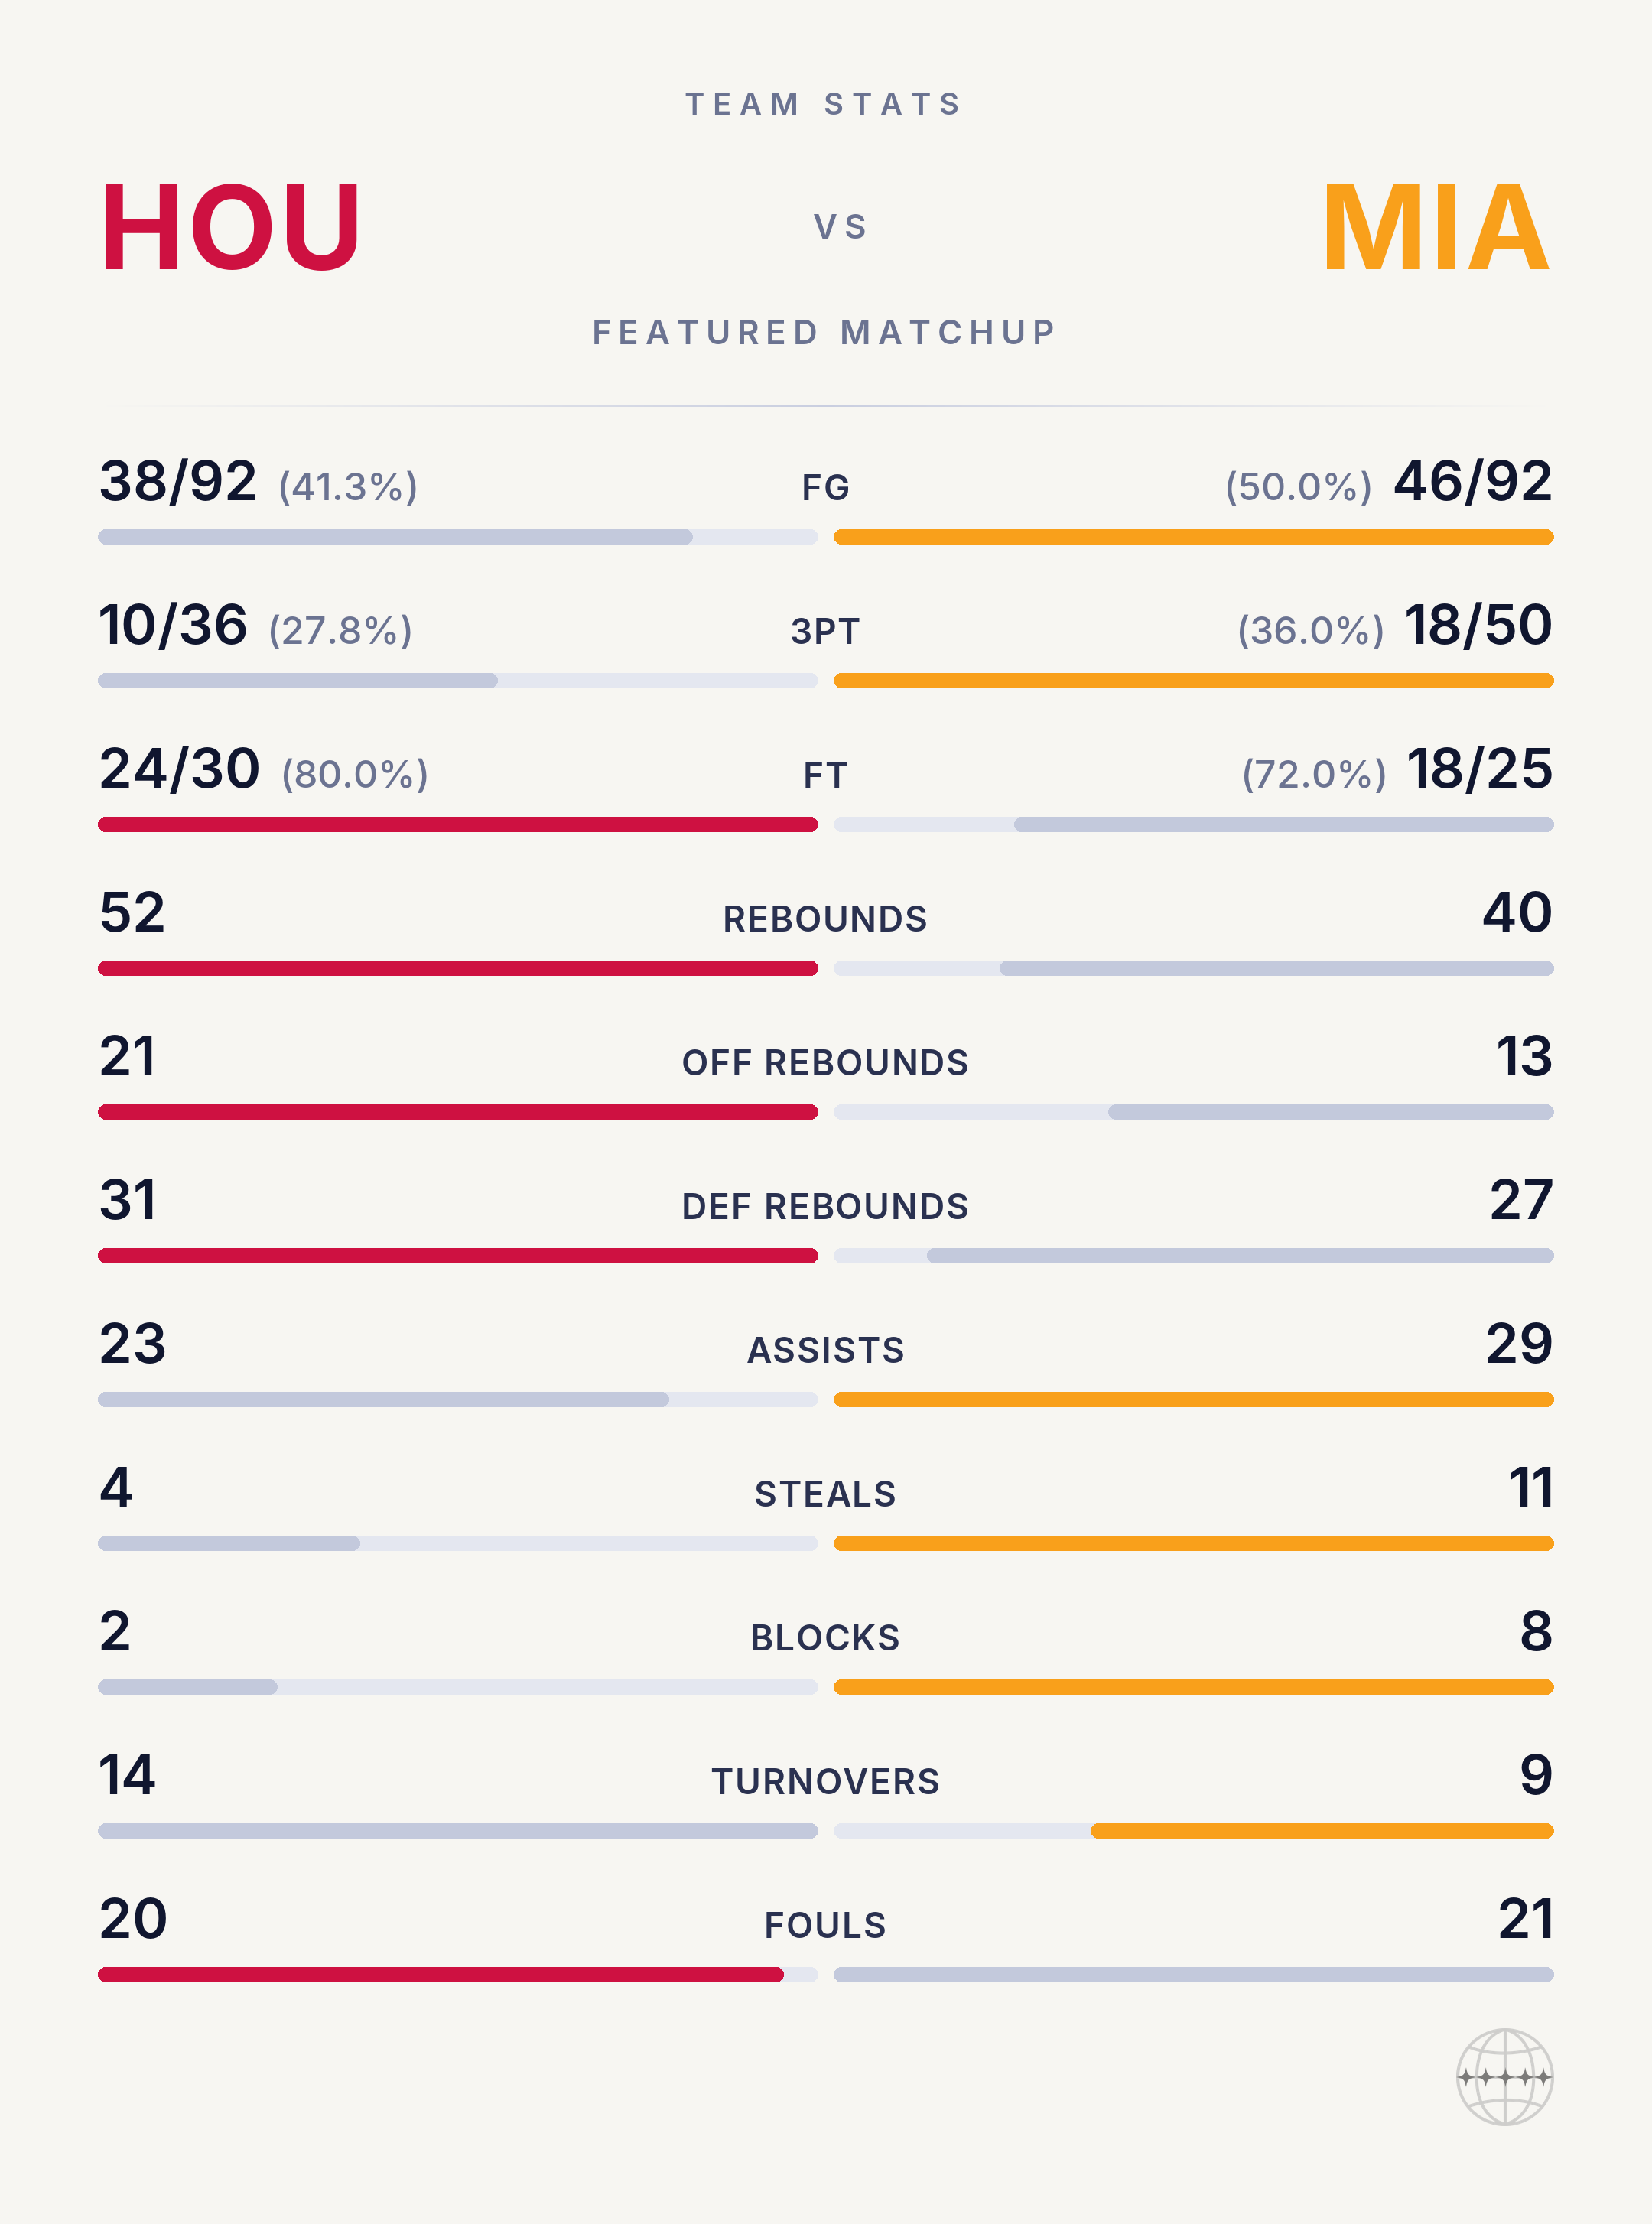 TEAM STATS
HOU VS MIA
FEATURED MATCHUP
38/92 (41.3%) FG (50.0%) 46/92
10/36 (27.8%) 3PT (36.0%) 18/50
24/30 (80.0%) FT (72.0%) 18/25
52 REBOUNDS 40
21 OFF REBOUNDS 13
31 DEF REBOUNDS 27
23 ASSISTS 29
4 STEALS 11
2 BLOCKS 8
14 TURNOVERS 9
20 FOULS 21